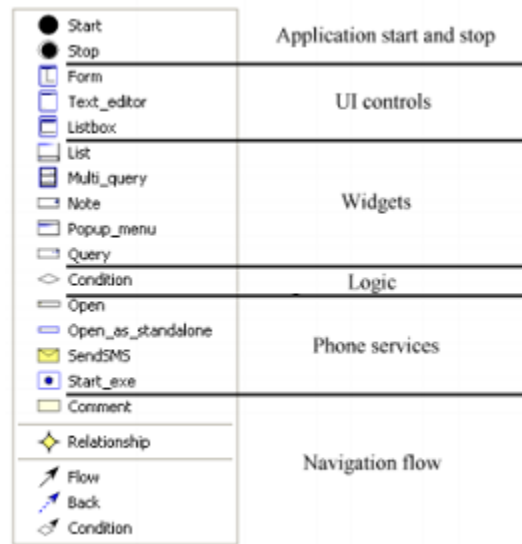 Start
Stop
Application start and stop
Form
Text_editor
Listbox
UI controls
List
Multi_query
Note
Popup_menu
Query
Widgets
Condition
Logic
Open
Open_as_standalone
SendSMS
Start_exe
Phone services
Comment
Relationship
Flow
Back
Condition
Navigation flow